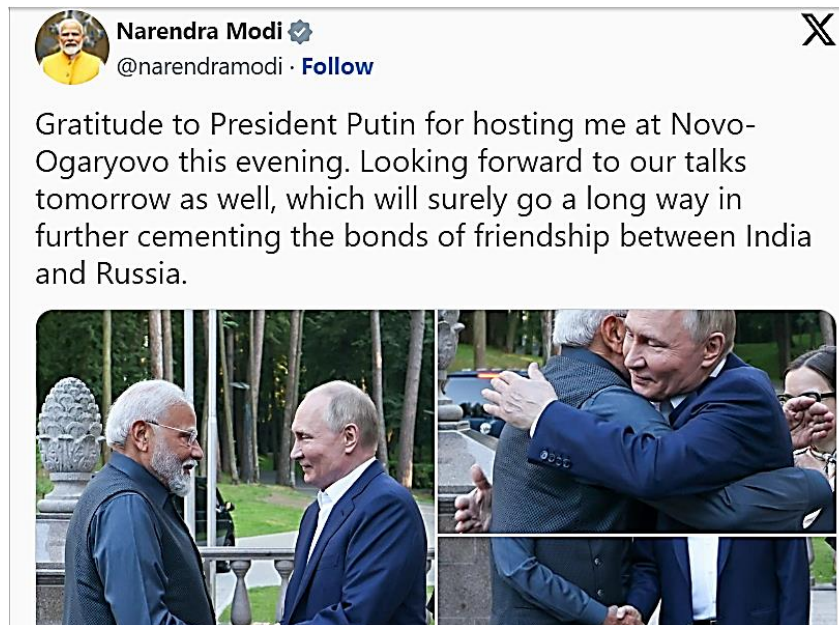 Narendra Modi
@narendramodi · Follow
Gratitude to President Putin for hosting me at Novo-
Ogaryovo this evening. Looking forward to our talks
tomorrow as well, which will surely go a long way in
further cementing the bonds of friendship between India
and Russia.